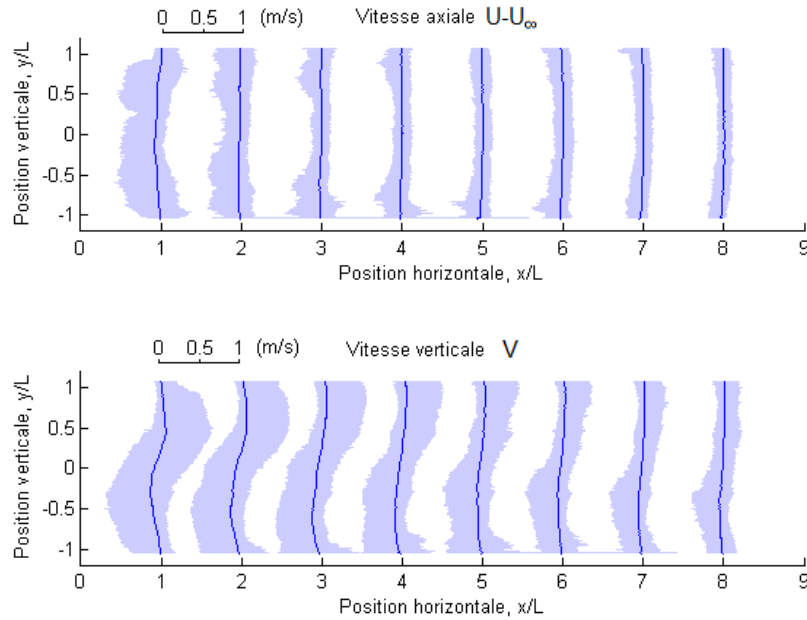 0 0.5 1 (m/s) Vitesse axiale U-U∞
Position verticale, y/L
1
0.5
0
-0.5
-1
0 1 2 3 4 5 6 7 8 9
Position horizontale, x/L
0 0.5 1 (m/s) Vitesse verticale V
Position verticale, y/L
1
0.5
0
-0.5
-1
0 1 2 3 4 5 6 7 8 9
Position horizontale, x/L